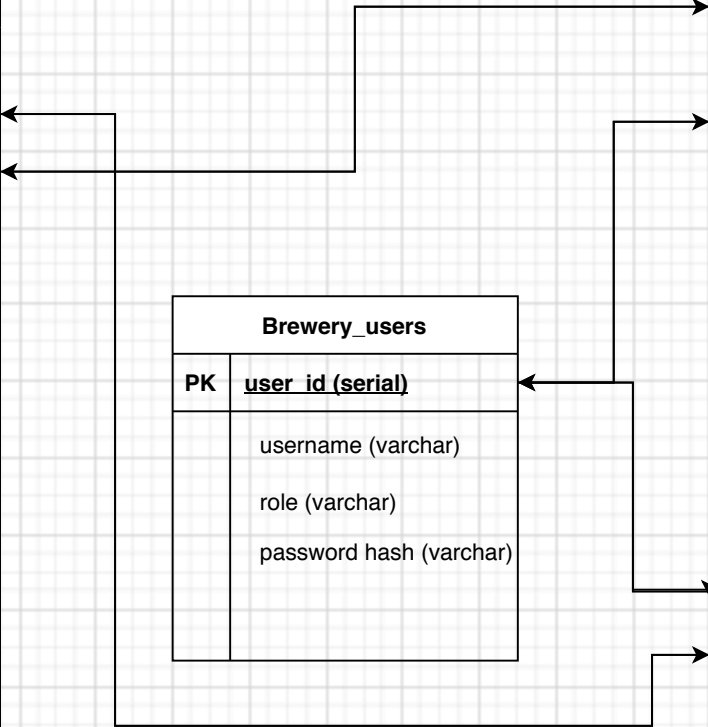 Brewery_users
PK user_id (serial)
username (varchar)
role (varchar)
password hash (varchar)